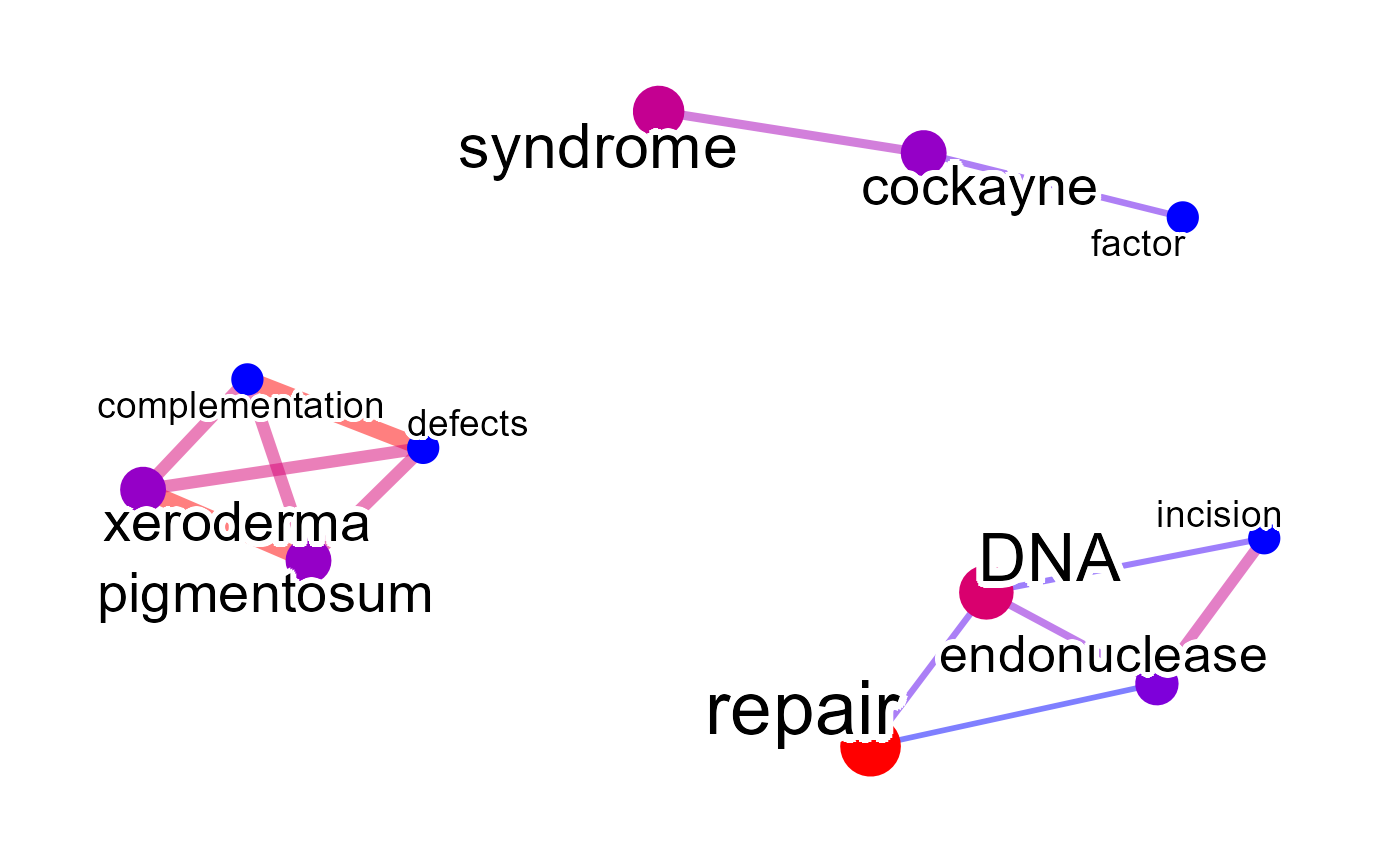 syndrome
cockayne
factor
complementation
defects
xeroderma
pigmentosum
incision
DNA
endonuclease
repair